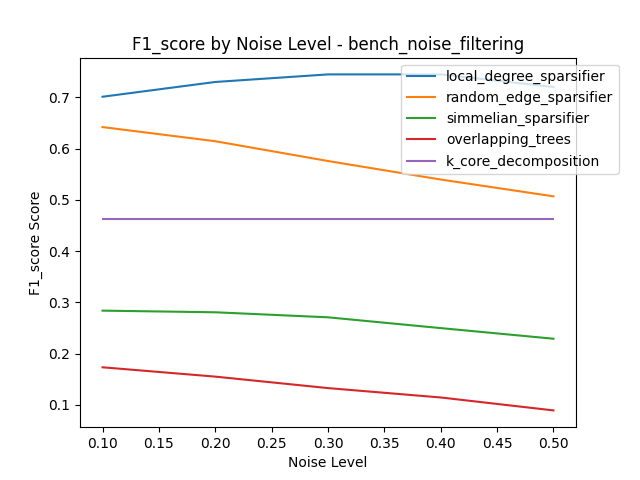 F1_score by Noise Level - bench_noise_filtering
local_degree_sparsifier
random_edge_sparsifier
simmelian_sparsifier
overlapping_trees
k_core_decomposition
F1_score Score
0.7
0.6
0.5
0.4
0.3
0.2
0.1
0.10 0.15 0.20 0.25 0.30 0.35 0.40 0.45 0.50
Noise Level